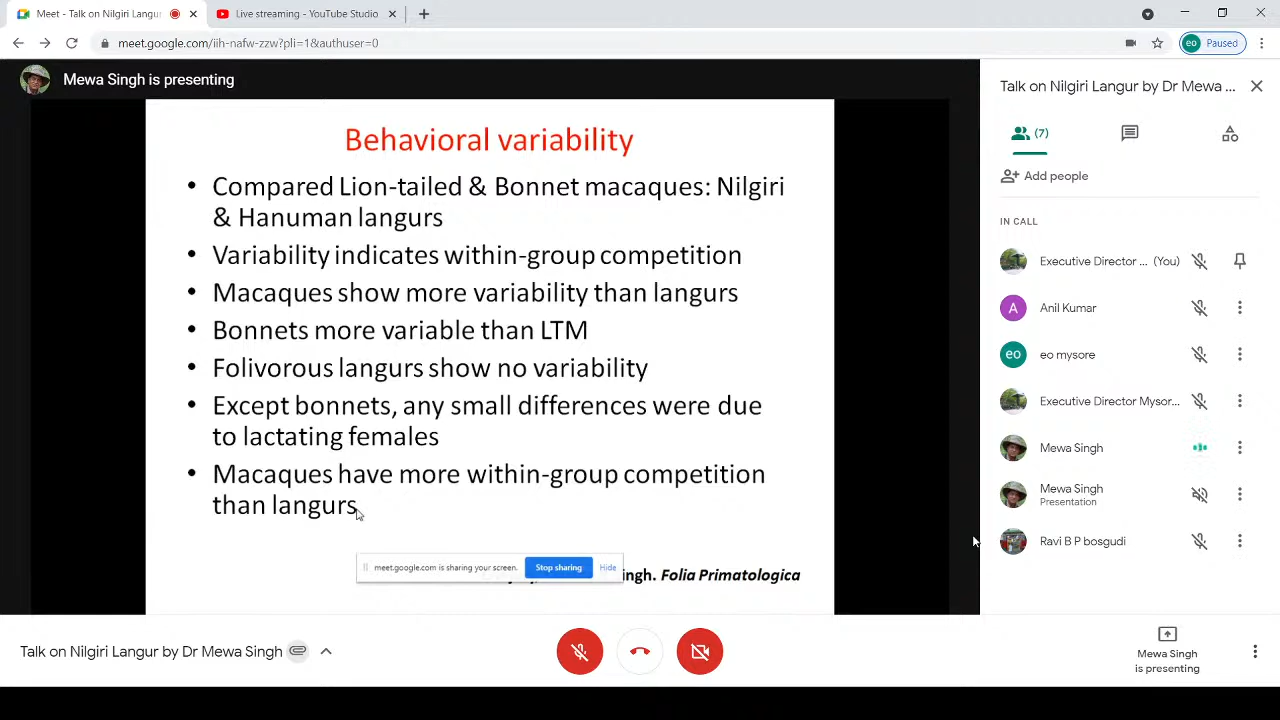 Meet - Talk on Nilgiri Langur
Live streaming - YouTube Studio
meet.google.com/iih-nafw-zzw?pli=1&authuser=0
eo Paused
Mewa Singh is presenting
Talk on Nilgiri Langur by Dr Mewa ...
(7)
Add people
IN CALL
Executive Director ... (You)
A Anil Kumar
eo eo mysore
Executive Director Mysor...
Mewa Singh
Mewa Singh
Presentation
Ravi B P bosgudi
Behavioral variability
• Compared Lion-tailed & Bonnet macaques: Nilgiri
& Hanuman langurs
• Variability indicates within-group competition
• Macaques show more variability than langurs
• Bonnets more variable than LTM
• Folivorous langurs show no variability
• Except bonnets, any small differences were due
to lactating females
• Macaques have more within-group competition
than langurs
meet.google.com is sharing your screen. Stop sharing Hide
ingh. Folia Primatologica
Talk on Nilgiri Langur by Dr Mewa Singh
Mewa Singh
is presenting